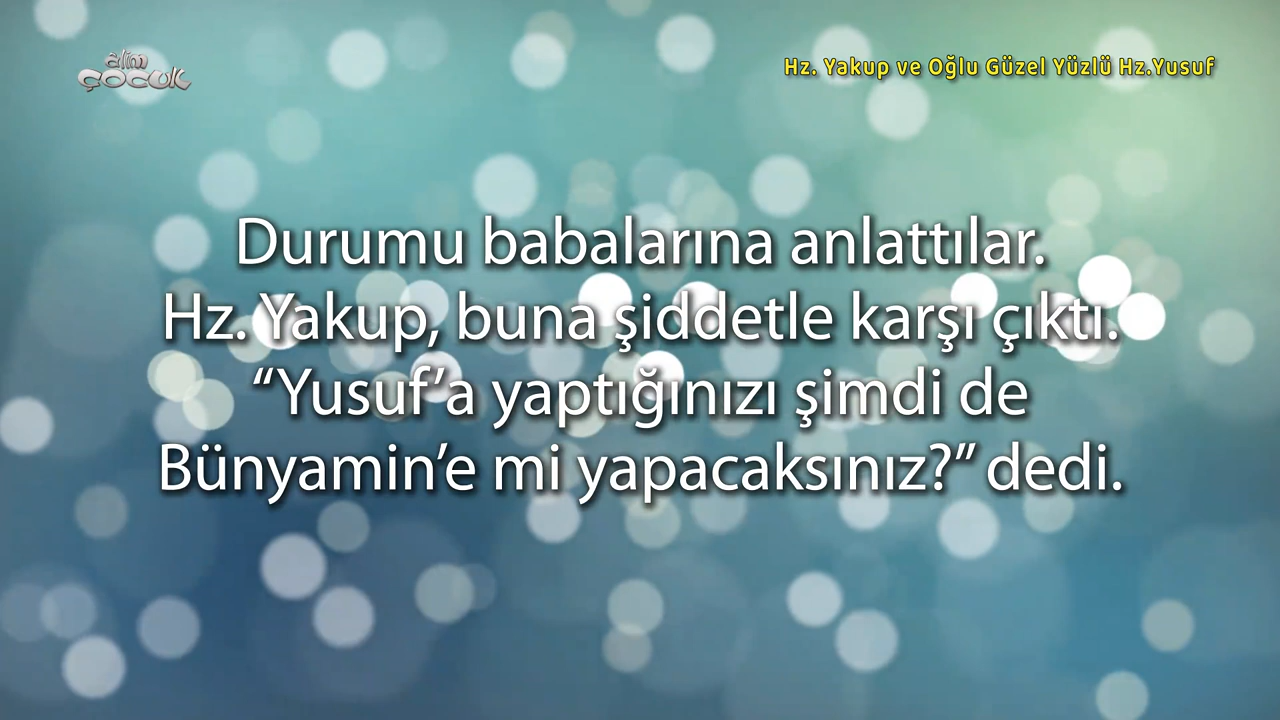 alim
çocuk
Hz. Yakup ve Oğlu Güzel Yüzlü Hz.Yusuf
Durumu babalarına anlattılar.
Hz. Yakup, buna şiddetle karşı çıktı.
“Yusuf’a yaptığınızı şimdi de
Bünyamin’e mi yapacaksınız?” dedi.